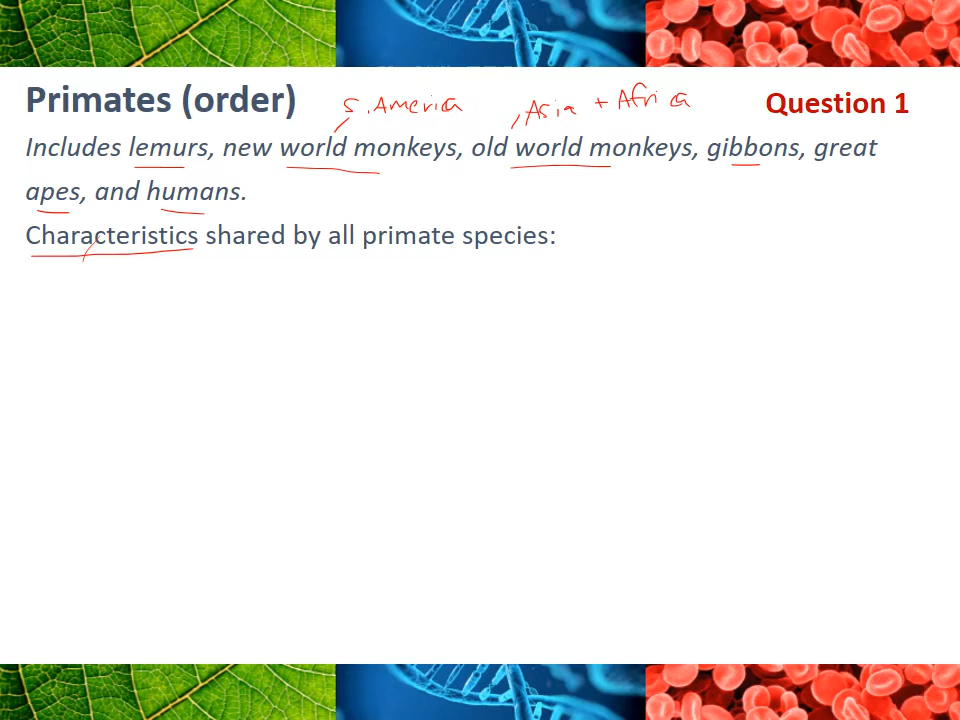 Primates (order)
S. America
, Asia + Africa
Question 1
Includes lemurs, new world monkeys, old world monkeys, gibbons, great
apes, and humans.
Characteristics shared by all primate species: